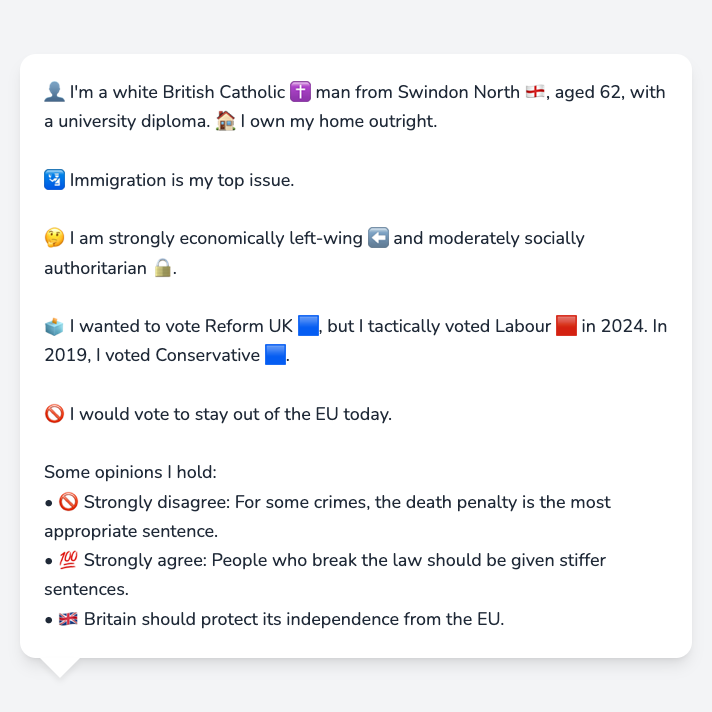 👤 I'm a white British Catholic ✝️ man from Swindon North 🏴󠁧󠁢󠁥󠁮󠁧󠁿, aged 62, with
a university diploma. 🏠 I own my home outright.
🛂 Immigration is my top issue.
🤔 I am strongly economically left-wing ⬅️ and moderately socially
authoritarian 🔒.
🗳️ I wanted to vote Reform UK 🟦, but I tactically voted Labour 🟥 in 2024. In
2019, I voted Conservative 🟦.
🚫 I would vote to stay out of the EU today.
Some opinions I hold:
• 🚫 Strongly disagree: For some crimes, the death penalty is the most
appropriate sentence.
• 💯 Strongly agree: People who break the law should be given stiffer
sentences.
• 🇬🇧 Britain should protect its independence from the EU.